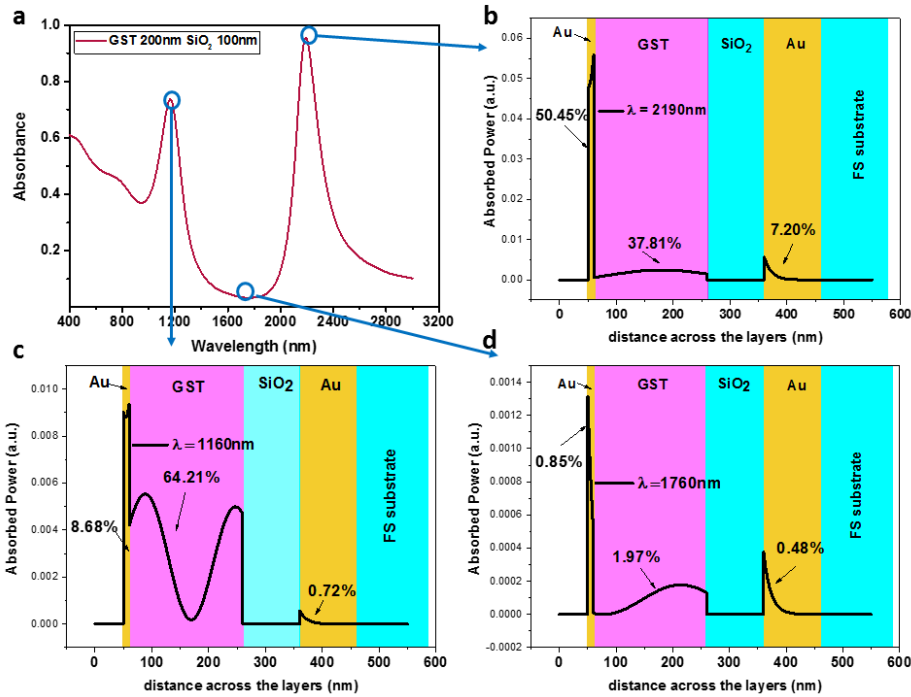 a
GST 200nm SiO₂ 100nm
Absorbance
1.0
0.8
0.6
0.4
0.2
400
800
1200
1600
2000
2400
2800
3200
Wavelength (nm)
b
Au
GST
SiO₂
Au
FS substrate
λ = 2190nm
50.45%
37.81%
7.20%
Absorbed Power (a.u.)
0.06
0.05
0.04
0.03
0.02
0.01
0.00
0
100
200
300
400
500
600
distance across the layers (nm)
c
Au
GST
SiO₂
Au
FS substrate
λ = 1160nm
64.21%
8.68%
0.72%
Absorbed Power (a.u.)
0.010
0.008
0.006
0.004
0.002
0.000
0
100
200
300
400
500
600
distance across the layers (nm)
d
Au
GST
SiO₂
Au
FS substrate
λ=1760nm
0.85%
1.97%
0.48%
Absorbed Power (a.u.)
0.0014
0.0012
0.0010
0.0008
0.0006
0.0004
0.0002
0.0000
-0.0002
0
100
200
300
400
500
600
distance across the layers (nm)